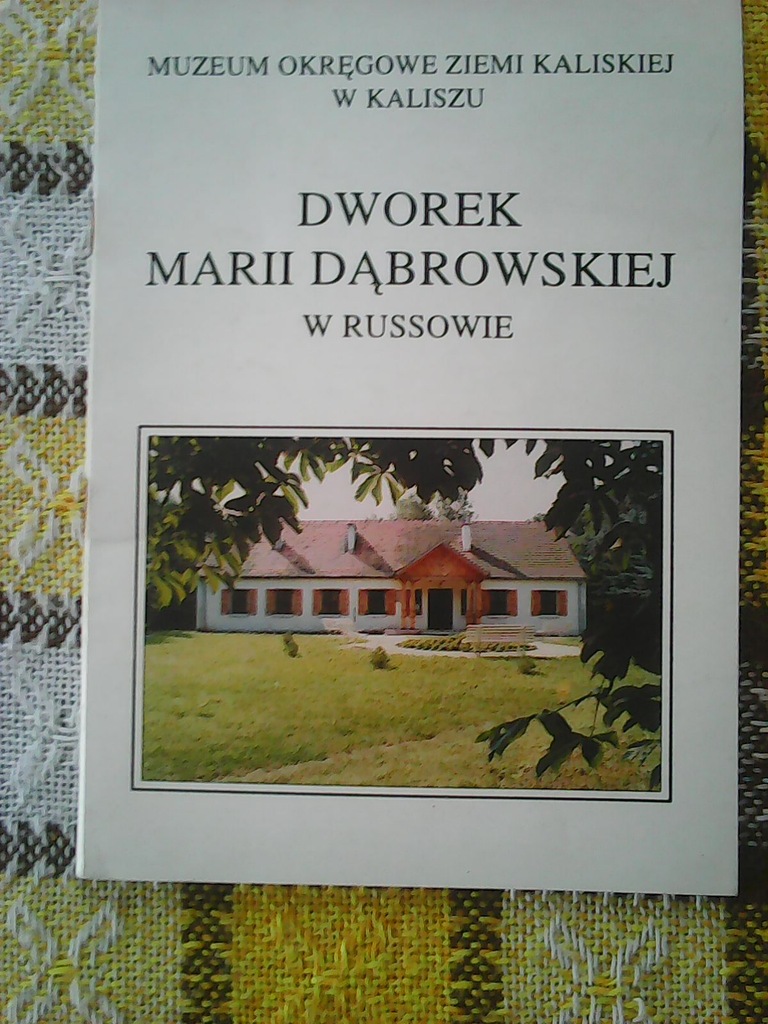 MUZEUM OKRĘGOWE ZIEMI KALISKIEJ
W KALISZU
DWOREK
MARII DĄBROWSKIEJ
W RUSSOWIE